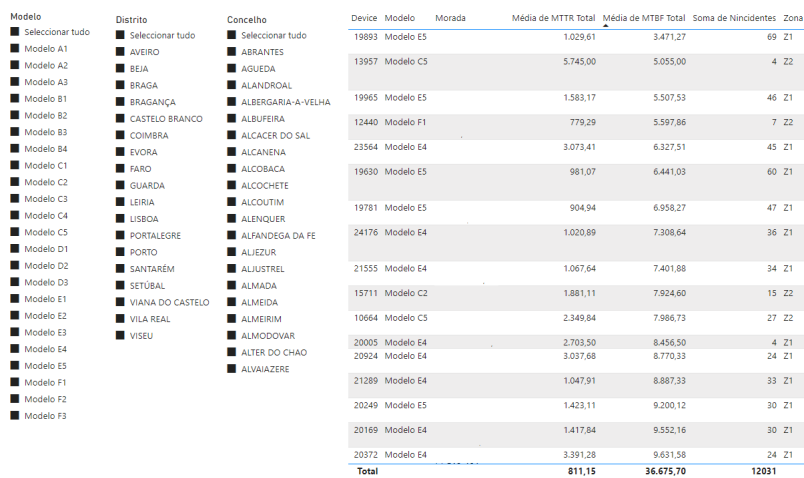 Modelo
Seleccionar tudo
Modelo A1
Modelo A2
Modelo A3
Modelo B1
Modelo B2
Modelo B3
Modelo B4
Modelo C1
Modelo C2
Modelo C3
Modelo C4
Modelo C5
Modelo D1
Modelo D2
Modelo D3
Modelo E1
Modelo E2
Modelo E3
Modelo E4
Modelo E5
Modelo F1
Modelo F2
Modelo F3
Distrito
Seleccionar tudo
AVEIRO
BEJA
BRAGA
BRAGANÇA
CASTELO BRANCO
COIMBRA
EVORA
FARO
GUARDA
LEIRIA
LISBOA
PORTALEGRE
PORTO
SANTARÉM
SETÚBAL
VIANA DO CASTELO
VILA REAL
VISEU
Concelho
Seleccionar tudo
ABRANTES
AGUEDA
ALANDROAL
ALBERGARIA-A-VELHA
ALBUFEIRA
ALCACER DO SAL
ALCANENA
ALCOBACA
ALCOCHETE
ALCOUTIM
ALENQUER
ALFANDEGA DA FE
ALJEZUR
ALJUSTREL
ALMADA
ALMEIDA
ALMEIRIM
ALMODOVAR
ALTER DO CHAO
ALVAIAZERE
Device Modelo Morada Média de MTTR Total Média de MTBF Total Soma de Nincidentes Zona
19893 Modelo E5 1.029,61 3.471,27 69 Z1
13957 Modelo C5 5.745,00 5.055,00 4 Z2
19965 Modelo E5 1.583,17 5.507,53 46 Z1
12440 Modelo F1 779,29 5.597,86 7 Z2
23564 Modelo E4 3.073,41 6.327,51 45 Z1
19630 Modelo E5 981,07 6.441,03 60 Z1
19781 Modelo E5 904,94 6.958,27 47 Z1
24176 Modelo E4 1.020,89 7.308,64 36 Z1
21555 Modelo E4 1.067,64 7.401,88 34 Z1
15711 Modelo C2 1.881,11 7.924,60 15 Z2
10664 Modelo C5 2.349,84 7.986,73 27 Z2
20005 Modelo E4 2.703,50 8.456,50 4 Z1
20924 Modelo E4 3.037,68 8.770,33 24 Z1
21289 Modelo E4 1.047,91 8.887,33 33 Z1
20249 Modelo E5 1.423,11 9.200,12 30 Z1
20169 Modelo E4 1.417,84 9.552,16 30 Z1
20372 Modelo E4 3.391,28 9.631,58 24 Z1
Total 811,15 36.675,70 12031